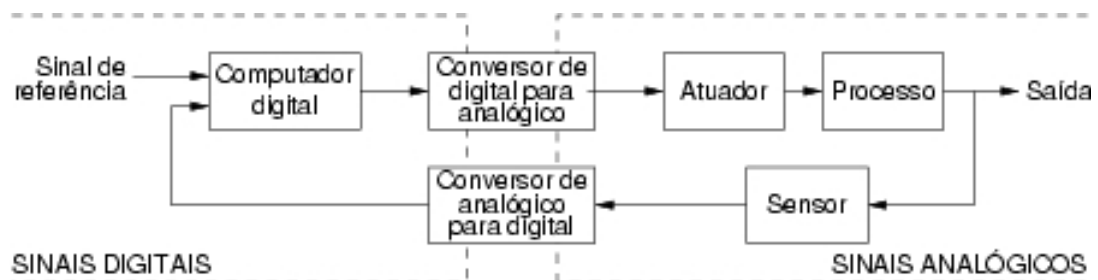 Sinal de
referência
Computador
digital
Conversor de
digital para
analógico
Atuador
Processo
Saída
Conversor de
analógico
para digital
Sensor
SINAIS DIGITAIS
SINAIS ANALÓGICOS